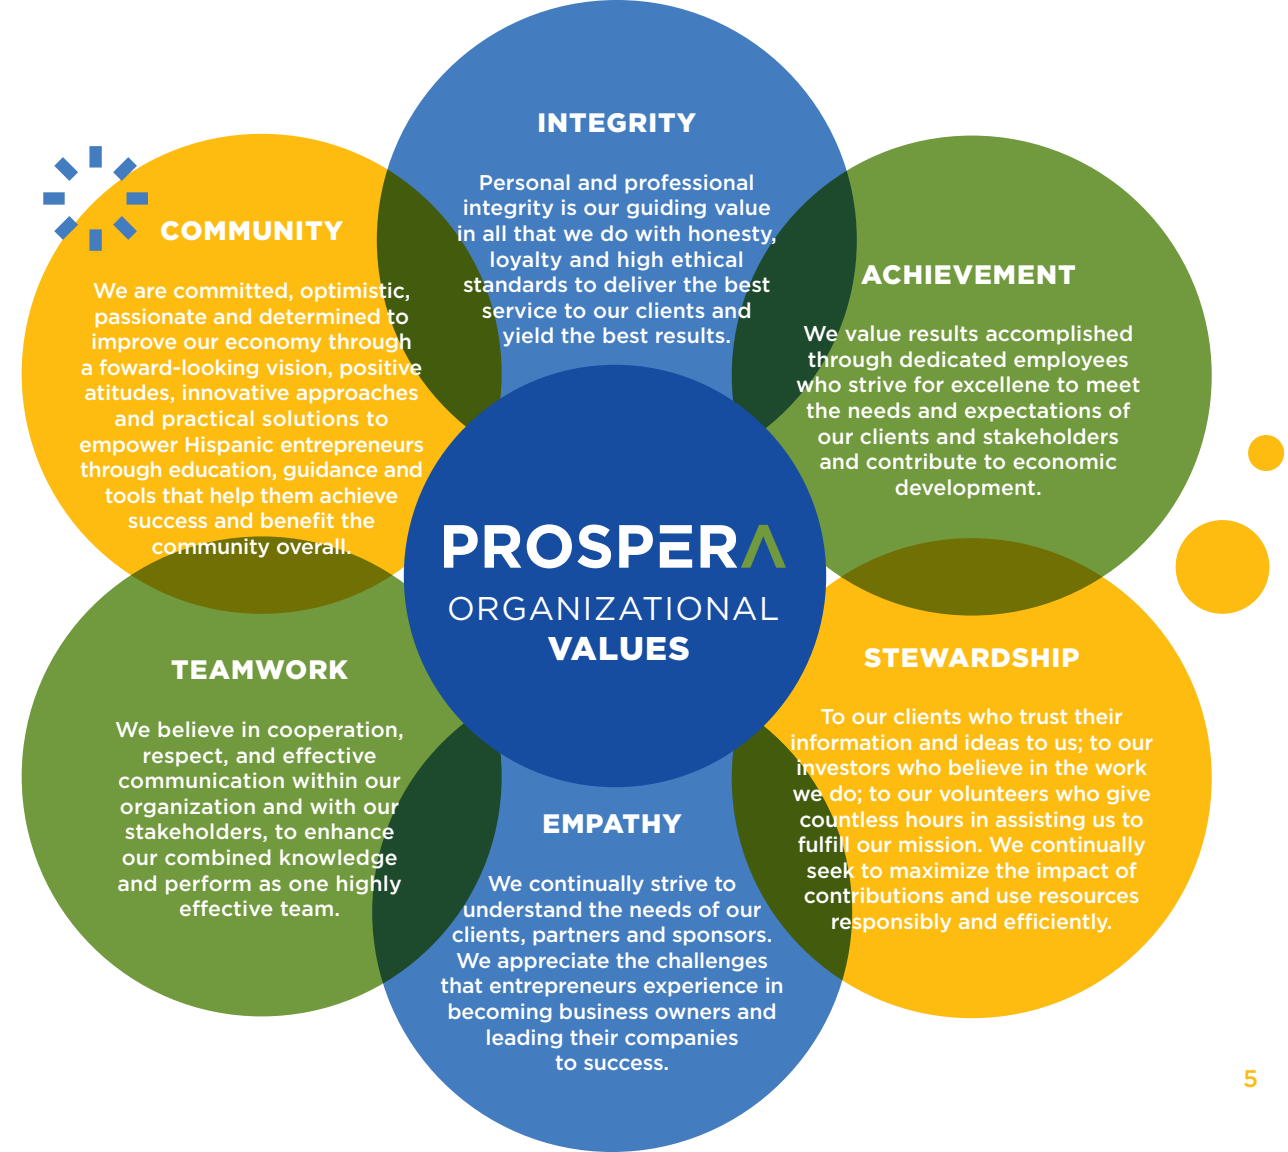 INTEGRITY
Personal and professional
integrity is our guiding value
in all that we do with honesty,
loyalty and high ethical
standards to deliver the best
service to our clients and
yield the best results.
COMMUNITY
We are committed, optimistic,
passionate and determined to
improve our economy through
a foward-looking vision, positive
atitudes, innovative approaches
and practical solutions to
empower Hispanic entrepreneurs
through education, guidance and
tools that help them achieve
success and benefit the
community overall.
ACHIEVEMENT
We value results accomplished
through dedicated employees
who strive for excellene to meet
the needs and expectations of
our clients and stakeholders
and contribute to economic
development.
PROSPERA
ORGANIZATIONAL
VALUES
TEAMWORK
We believe in cooperation,
respect, and effective
communication within our
organization and with our
stakeholders, to enhance
our combined knowledge
and perform as one highly
effective team.
STEWARDSHIP
To our clients who trust their
information and ideas to us; to our
investors who believe in the work
we do; to our volunteers who give
countless hours in assisting us to
fulfill our mission. We continually
seek to maximize the impact of
contributions and use resources
responsibly and efficiently.
EMPATHY
We continually strive to
understand the needs of our
clients, partners and sponsors.
We appreciate the challenges
that entrepreneurs experience in
becoming business owners and
leading their companies
to success.
5